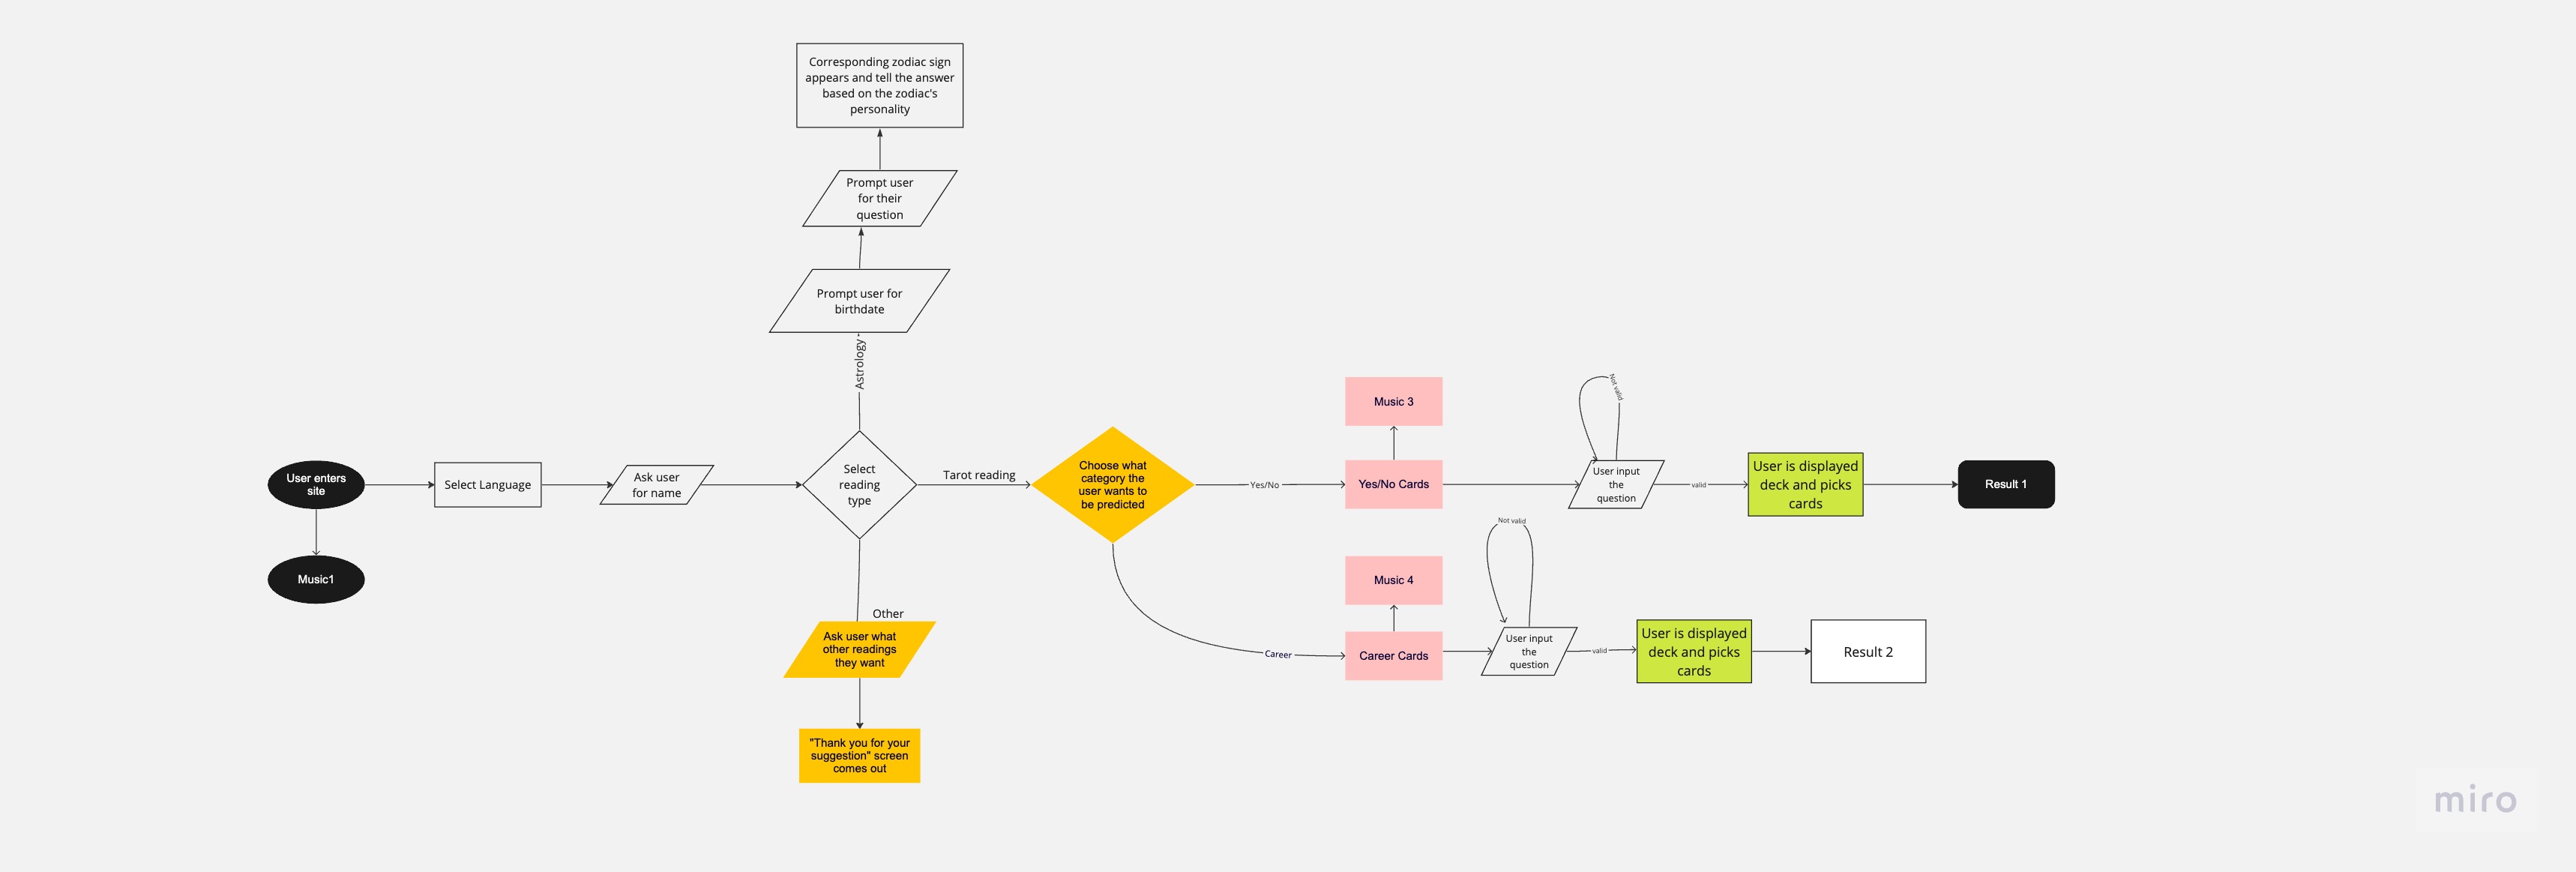 Corresponding zodiac sign
appears and tell the answer
based on the zodiac's
personality
Prompt user
for their
question
Prompt user for
birthdate
Astrology
User enters
site
Music1
Select Language
Ask user
for name
Select
reading
type
Tarot reading
Other
Ask user what
other readings
they want
"Thank you for your
suggestion" screen
comes out
Choose what
category the
user wants to
be predicted
Yes/No
Music 3
Yes/No Cards
Not valid
User input
the
question
valid
User is displayed
deck and picks
cards
Result 1
Career
Music 4
Career Cards
Not valid
User input
the
question
valid
User is displayed
deck and picks
cards
Result 2
miro